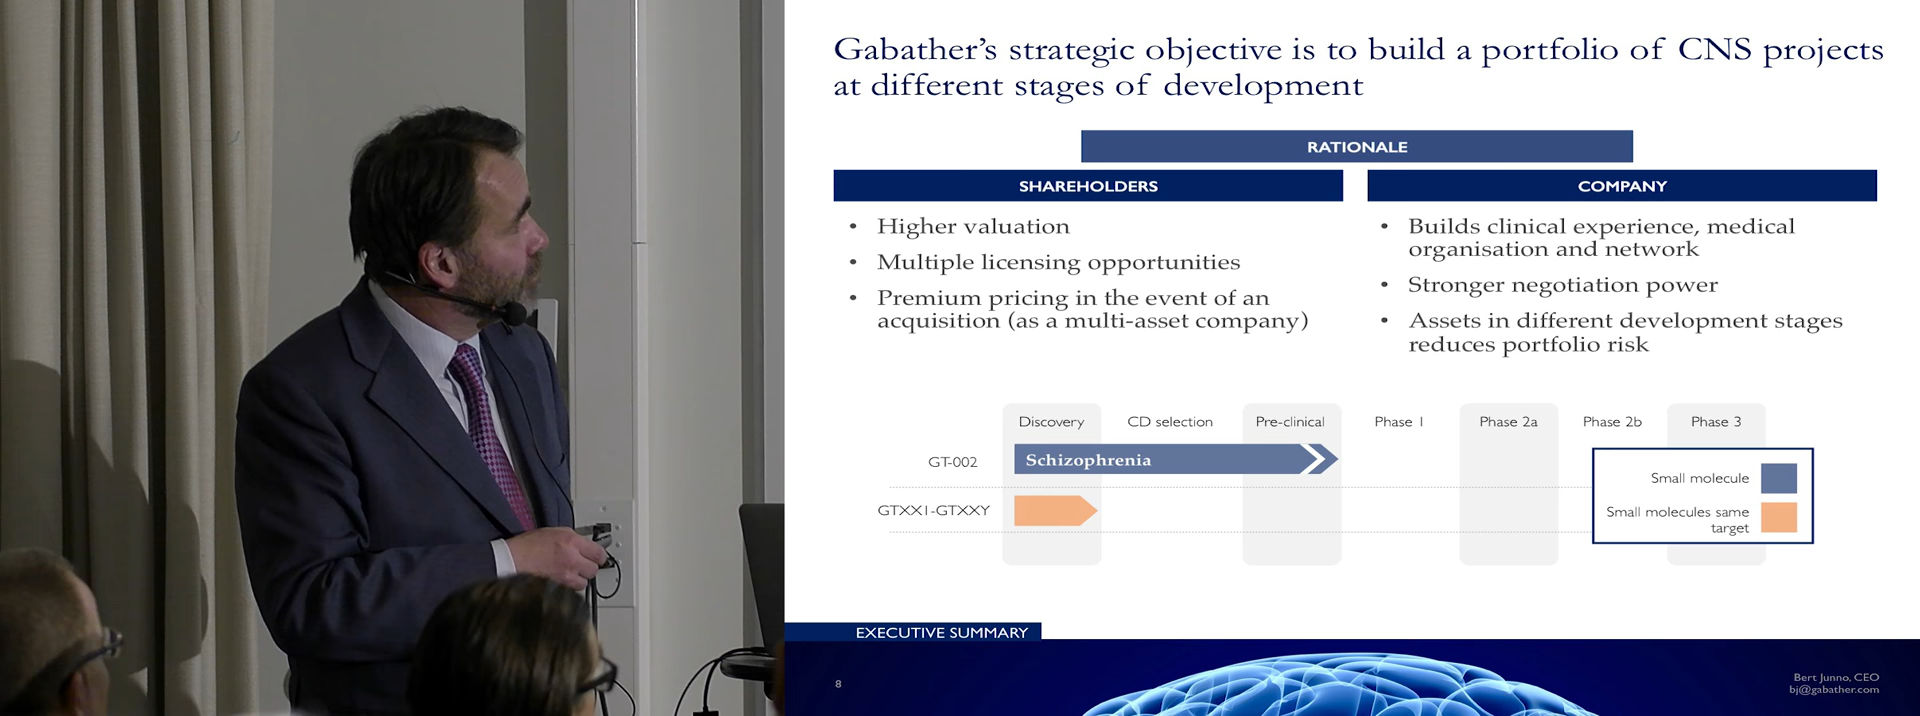 Gabather's strategic objective is to build a portfolio of CNS projects
at different stages of development
RATIONALE
SHAREHOLDERS
• Higher valuation
• Multiple licensing opportunities
• Premium pricing in the event of an
acquisition (as a multi-asset company)
COMPANY
• Builds clinical experience, medical
organisation and network
• Stronger negotiation power
• Assets in different development stages
reduces portfolio risk
Discovery CD selection Pre-clinical Phase 1 Phase 2a Phase 2b Phase 3
GT-002 Schizophrenia
GTXX1-GTXXY
Small molecule
Small molecules same
target
EXECUTIVE SUMMARY
8
Bert Junno, CEO
bj@gabather.com